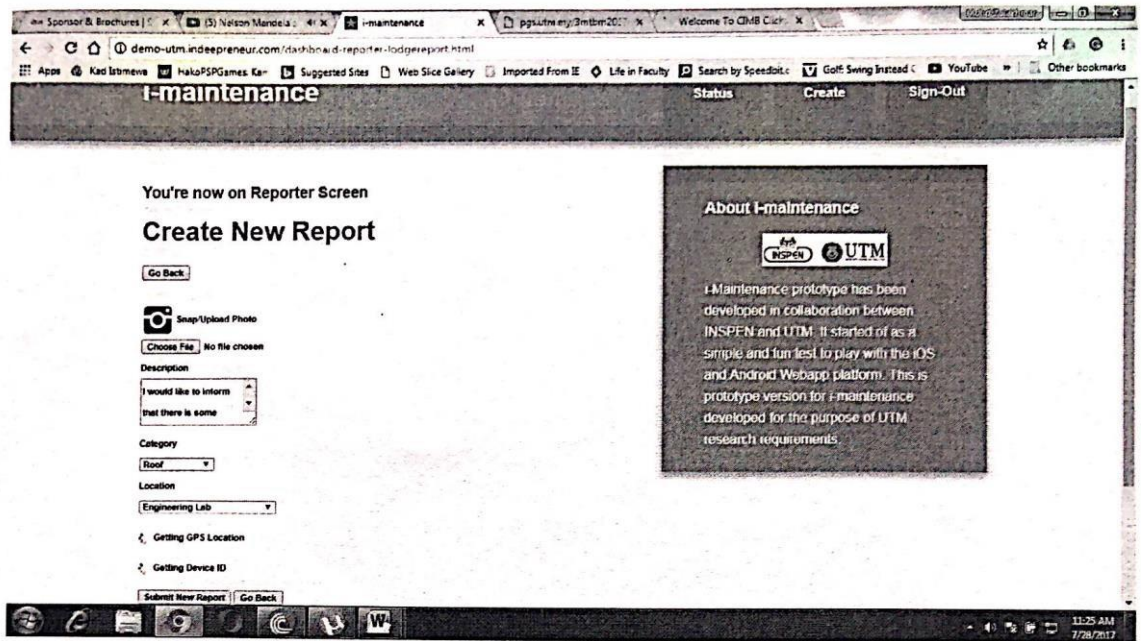 Sponsor & Brochures |
(5) Nelson Mandela
i-maintenance
Welcome To CIMB Click
demo-utm.indeepreneur.com/dashboard-reporter-lodgereport.html
Apps
HakoPSPGames
Suggested Sites
Web Slice Gallery
Imported From IE
Life in Faculty
Search by Speedbit.c
Golf: Swing Instead
YouTube
»
Other bookmarks
i-maintenance
Status
Create
Sign-Out
You're now on Reporter Screen
Create New Report
Go Back
Snap/Upload Photo
Choose File No file chosen
Description
I would like to inform
that there is some
Category
Roof
Location
Engineering Lab
Getting GPS Location
Getting Device ID
Submit New Report Go Back
About i-maintenance
INSPEN UTM
i-Maintenance prototype has been
developed in collaboration between
INSPEN and UTM. It started of as a
simple and fun test to play with the iOS
and Android Webapp platform. This is
prototype version for i-maintenance
developed for the purpose of UTM
research requirements.
11:25 AM
7/28/2017